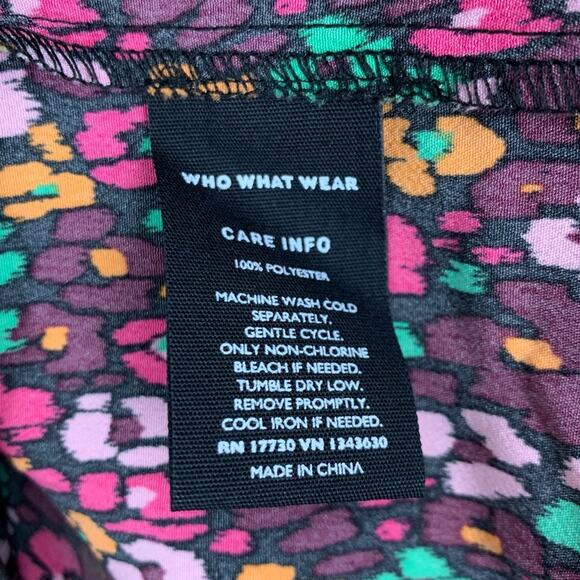 WHO WHAT WEAR
CARE INFO
100% POLYESTER
MACHINE WASH COLD
SEPARATELY.
GENTLE CYCLE.
ONLY NON-CHLORINE
BLEACH IF NEEDED.
TUMBLE DRY LOW.
REMOVE PROMPTLY.
COOL IRON IF NEEDED.
RN 17730 VN 1343630
MADE IN CHINA